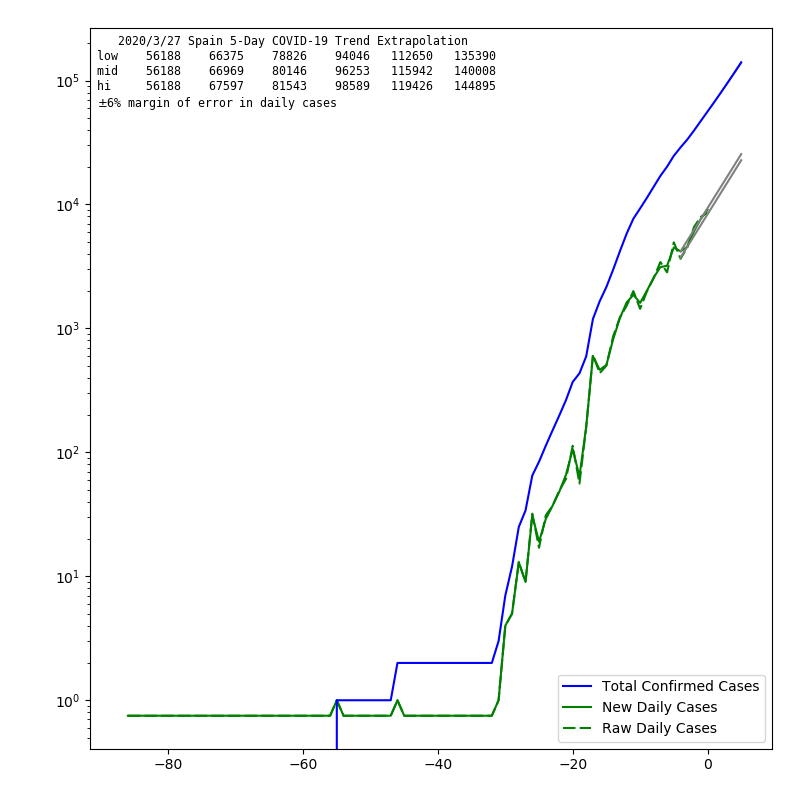 2020/3/27 Spain 5-Day COVID-19 Trend Extrapolation
low 56188 66375 78826 94046 112650 135390
mid 56188 66969 80146 96253 115942 140008
hi 56188 67597 81543 98589 119426 144895
±6% margin of error in daily cases
10⁵
10⁴
10³
10²
10¹
10⁰
Total Confirmed Cases
New Daily Cases
Raw Daily Cases
−80 −60 −40 −20 0